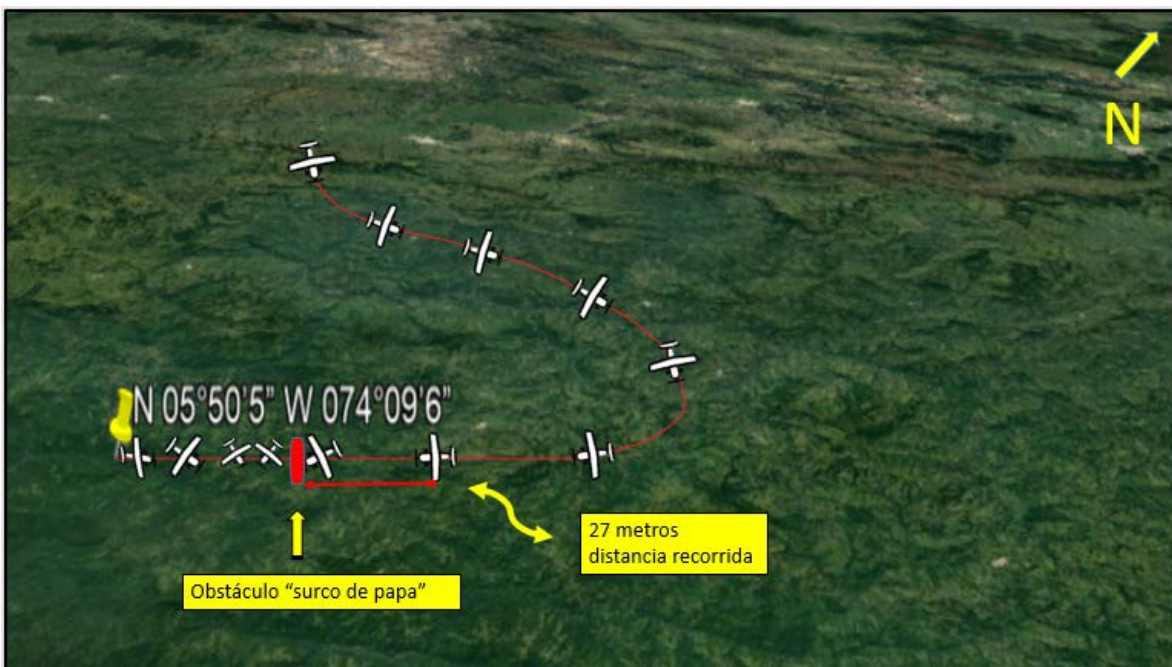 N
N 05°50'5" W 074°09'6"
27 metros
distancia recorrida
Obstáculo “surco de papa”